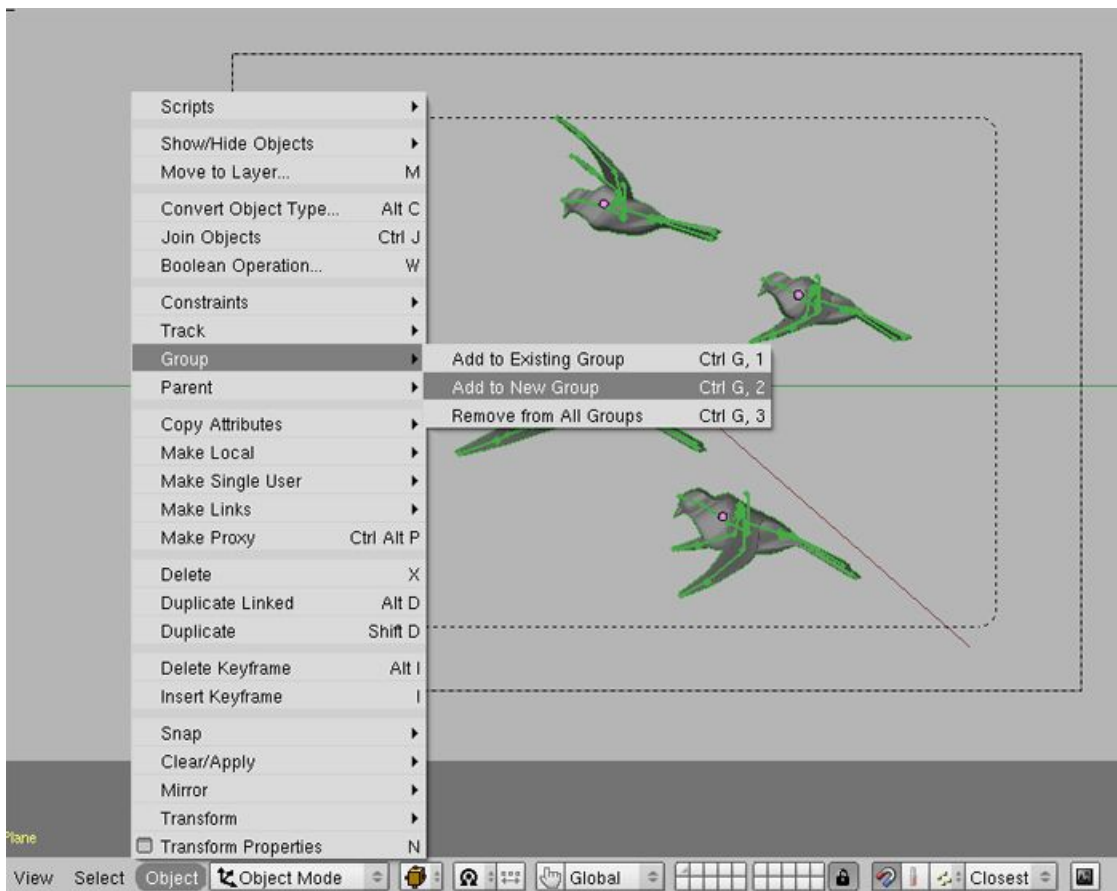 Scripts
Show/Hide Objects
Move to Layer... M
Convert Object Type... Alt C
Join Objects Ctrl J
Boolean Operation... W
Constraints
Track
Group
Parent
Copy Attributes
Make Local
Make Single User
Make Links
Make Proxy Ctrl Alt P
Delete X
Duplicate Linked Alt D
Duplicate Shift D
Delete Keyframe Alt I
Insert Keyframe I
Snap
Clear/Apply
Mirror
Transform
Transform Properties N
Add to Existing Group Ctrl G, 1
Add to New Group Ctrl G, 2
Remove from All Groups Ctrl G, 3
Plane
View Select Object Object Mode Global Closest